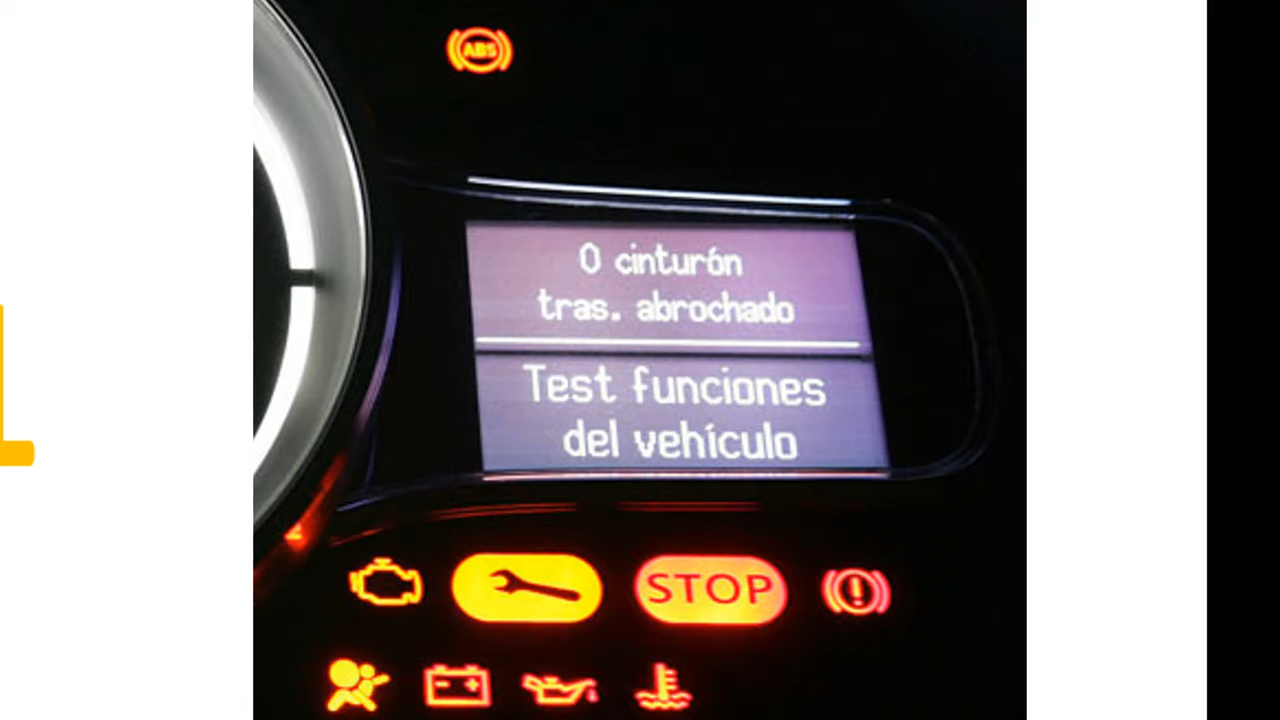 ABS
0 cinturón
tras. abrochado
Test funciones
del vehículo
STOP